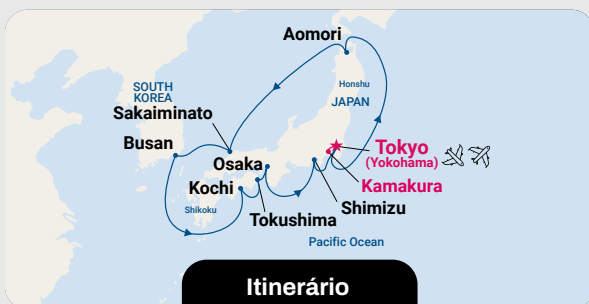 Aomori
SOUTH
KOREA
Honshu
JAPAN
Sakaiminato
Busan
Tokyo
(Yokohama)
Osaka
Kochi
Kamakura
Shikoku
Shimizu
Tokushima
Pacific Ocean
Itinerário